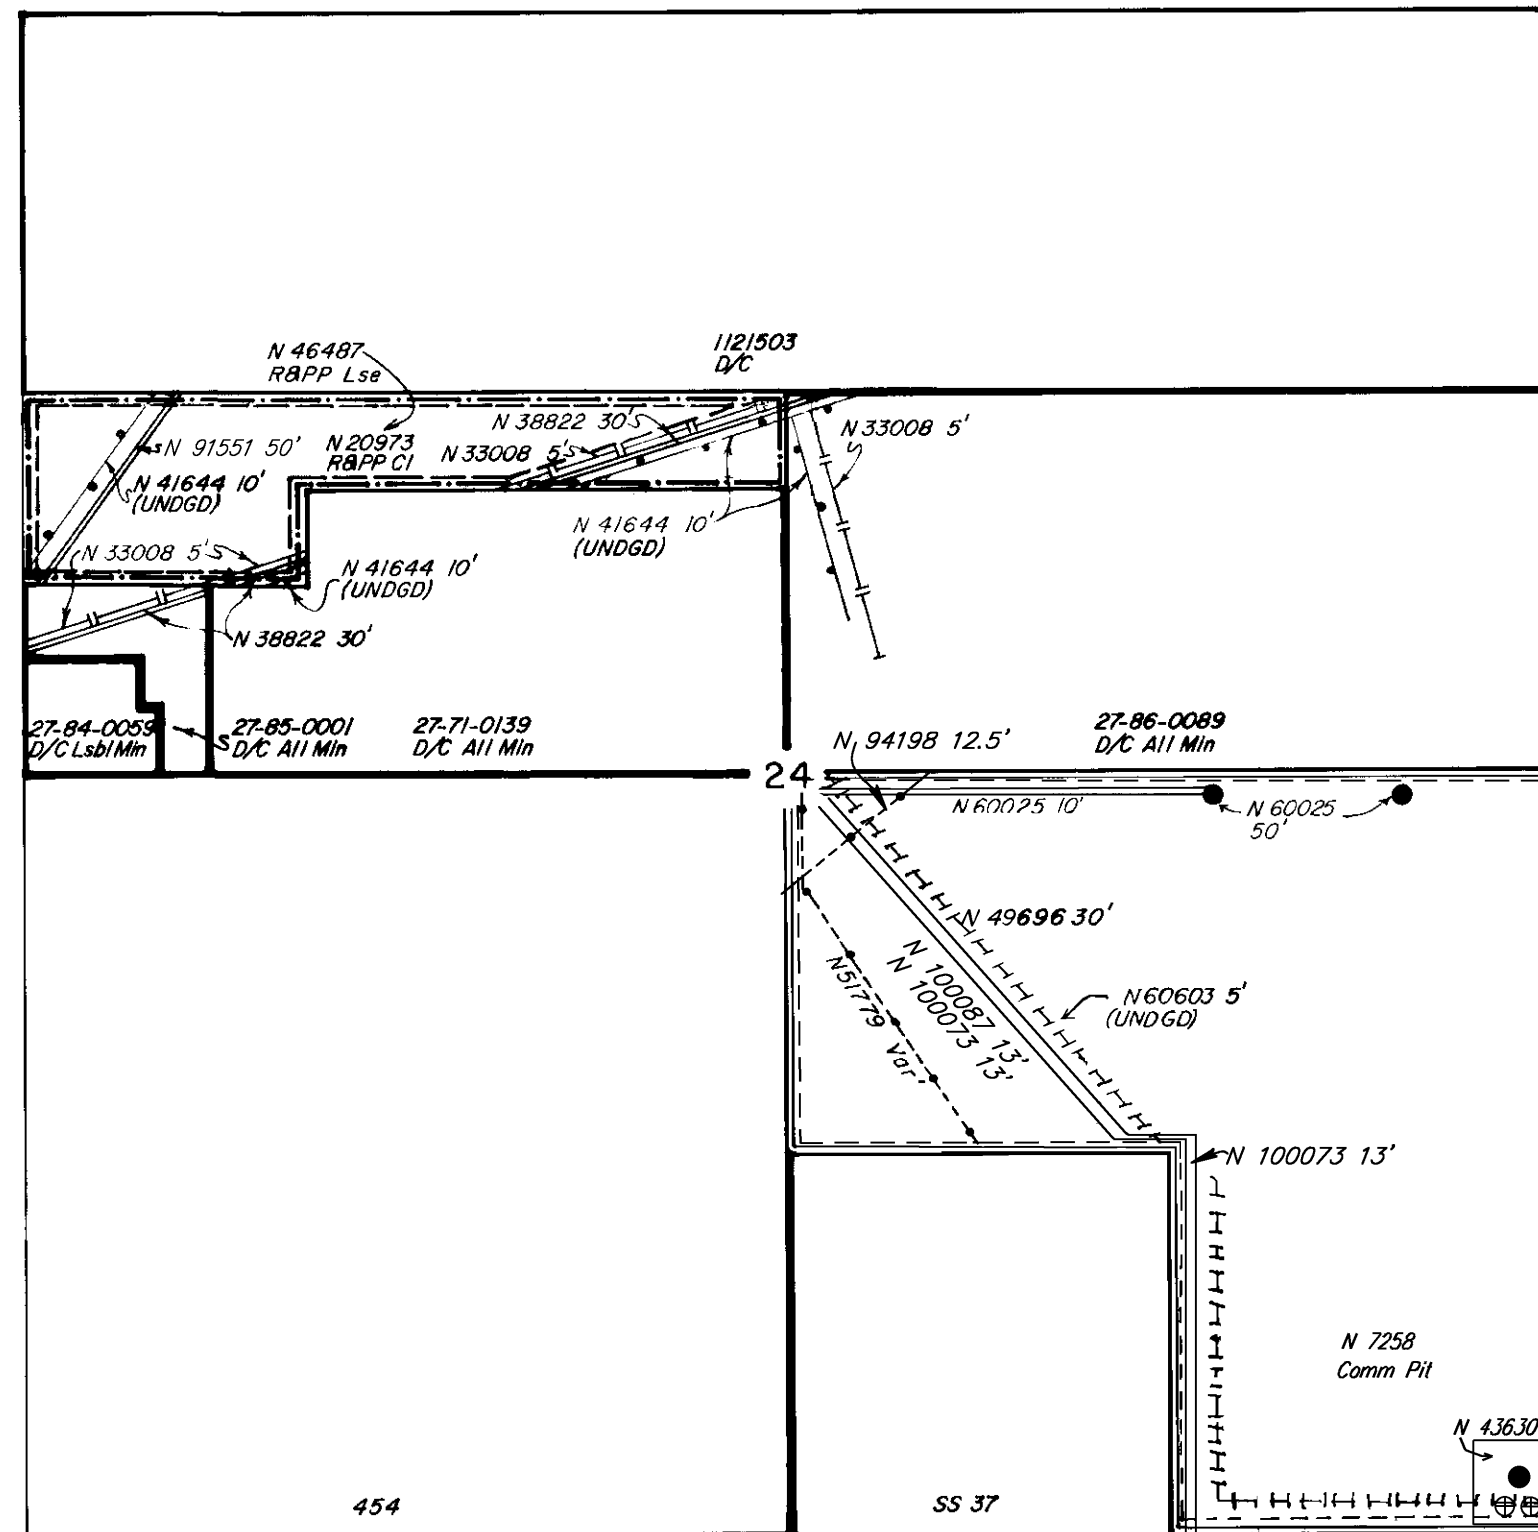 N 46487
R&PP Lse
1121503
D/C
N 38822 30'
N 33008 5'
N 91551 50'
N 20973
R&PP Cl
N 33008 5'
N 41644 10'
(UNDGD)
N 41644 10'
(UNDGD)
N 33008 5'
N 41644 10'
(UNDGD)
N 38822 30'
27-84-0059
D/C Lsbl Min
27-85-0001
D/C All Min
27-71-0139
D/C All Min
27-86-0089
D/C All Min
N 94198 12.5'
24
N 60025 10'
N 60025
50'
N 49696 30'
N 100087 13'
N 100073 13'
N 51779 Var'
N 60603 5'
(UNDGD)
N 100073 13'
N 7258
Comm Pit
N 43630
454
SS 37